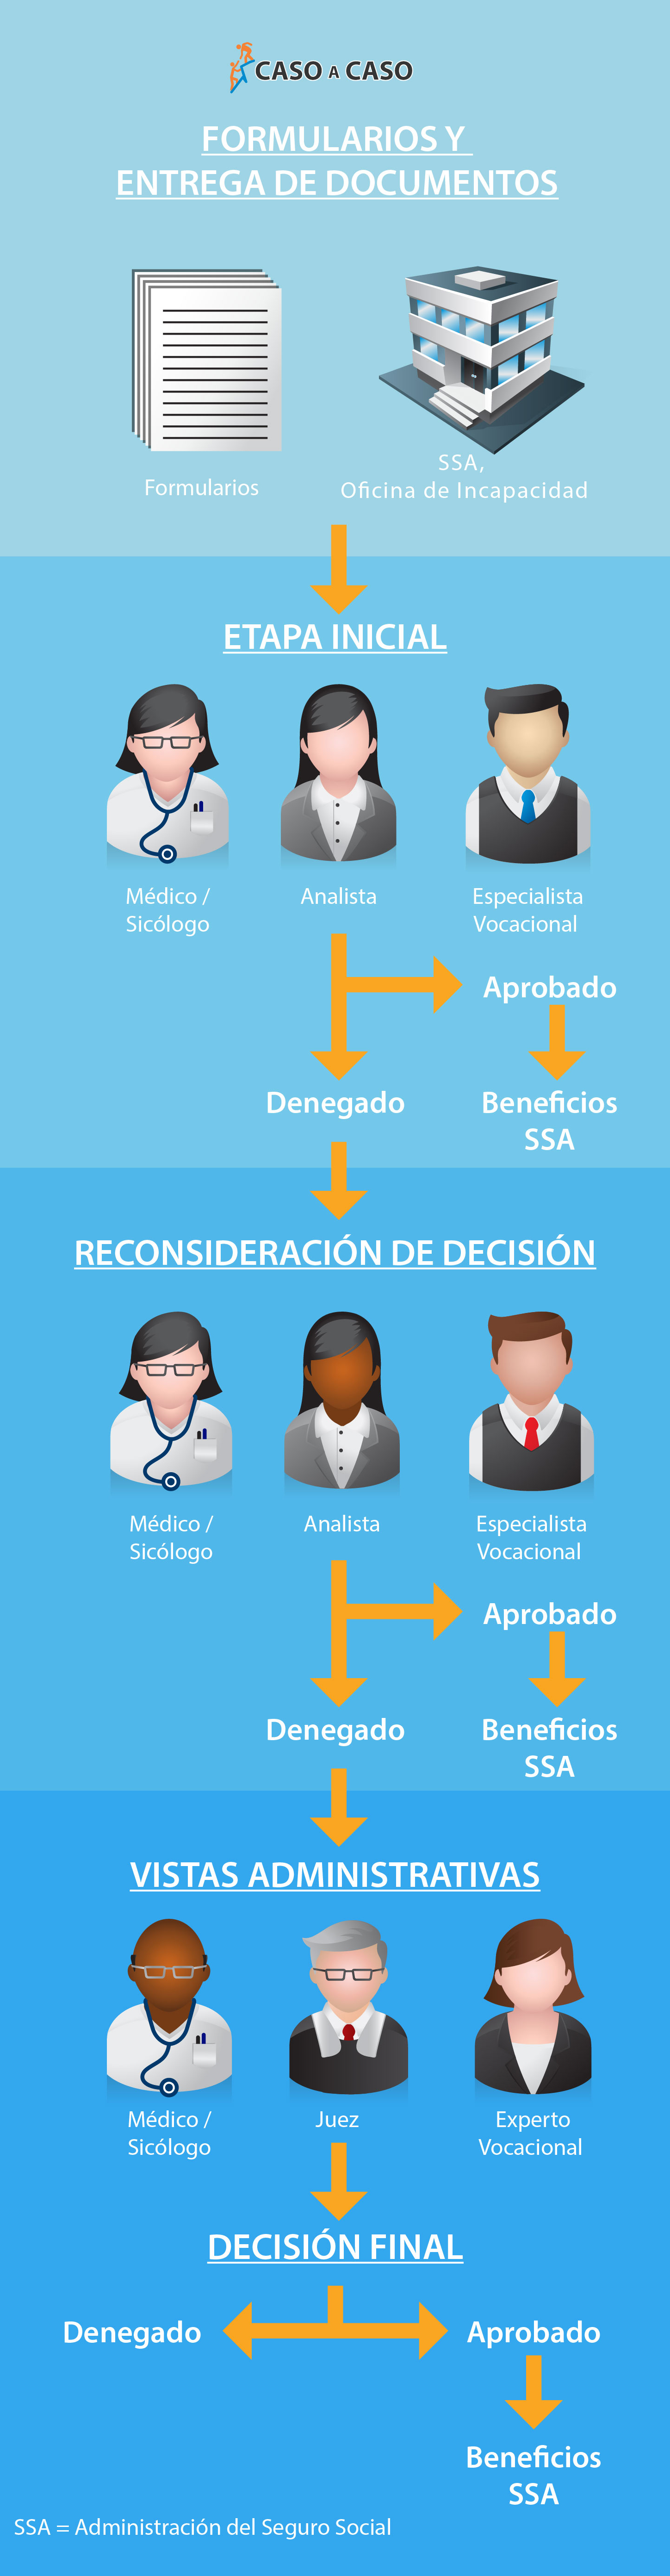 CASO A CASO
FORMULARIOS Y
ENTREGA DE DOCUMENTOS
Formularios
SSA,
Oficina de Incapacidad
ETAPA INICIAL
Médico /
Sicólogo
Analista
Especialista
Vocacional
Aprobado
Denegado
Beneficios
SSA
RECONSIDERACIÓN DE DECISIÓN
Médico /
Sicólogo
Analista
Especialista
Vocacional
Aprobado
Denegado
Beneficios
SSA
VISTAS ADMINISTRATIVAS
Médico /
Sicólogo
Juez
Experto
Vocacional
DECISIÓN FINAL
Denegado
Aprobado
Beneficios
SSA
SSA = Administración del Seguro Social